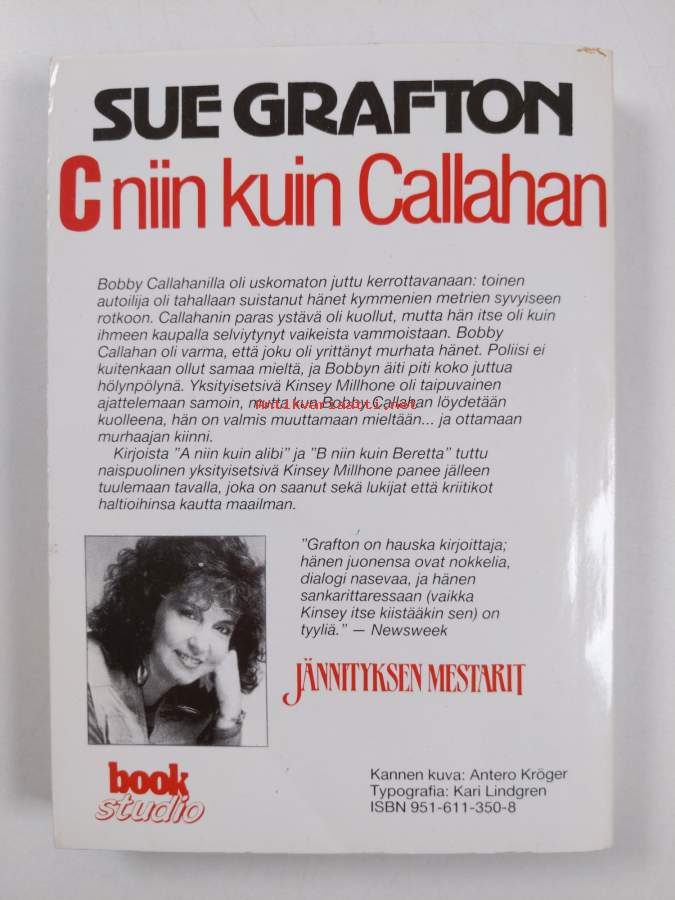 SUE GRAFTON
C niin kuin Callahan
Bobby Callahanilla oli uskomaton juttu kerrottavanaan: toinen
autoilija oli tahallaan suistanut hänet kymmenien metrien syvyiseen
rotkoon. Callahanin paras ystävä oli kuollut, mutta hän itse oli kuin
ihmeen kaupalla selviytynyt vaikeista vammoistaan. Bobby
Callahan oli varma, että joku oli yrittänyt murhata hänet. Poliisi ei
kuitenkaan ollut samaa mieltä, ja Bobbyn äiti piti koko juttua
hölynpölynä. Yksityisetsivä Kinsey Millhone oli taipuvainen
ajattelemaan samoin, mutta kun Bobby Callahan löydetään
Antikvariaatti.net
kuolleena, hän on valmis muuttamaan mieltään... ja ottamaan
murhaajan kiinni.
Kirjoista "A niin kuin alibi" ja "B niin kuin Beretta" tuttu
naispuolinen yksityisetsivä Kinsey Millhone panee jälleen
tuulemaan tavalla, joka on saanut sekä lukijat että kriitikot
haltioihinsa kautta maailman.
"Grafton on hauska kirjoittaja;
hänen juonensa ovat nokkelia,
dialogi nasevaa, ja hänen
sankarittaressaan (vaikka
Kinsey itse kiistääkin sen) on
tyyliä." — Newsweek
JÄNNITYKSEN MESTARIT
book
studio
Kannen kuva: Antero Kröger
Typografia: Kari Lindgren
ISBN 951-611-350-8